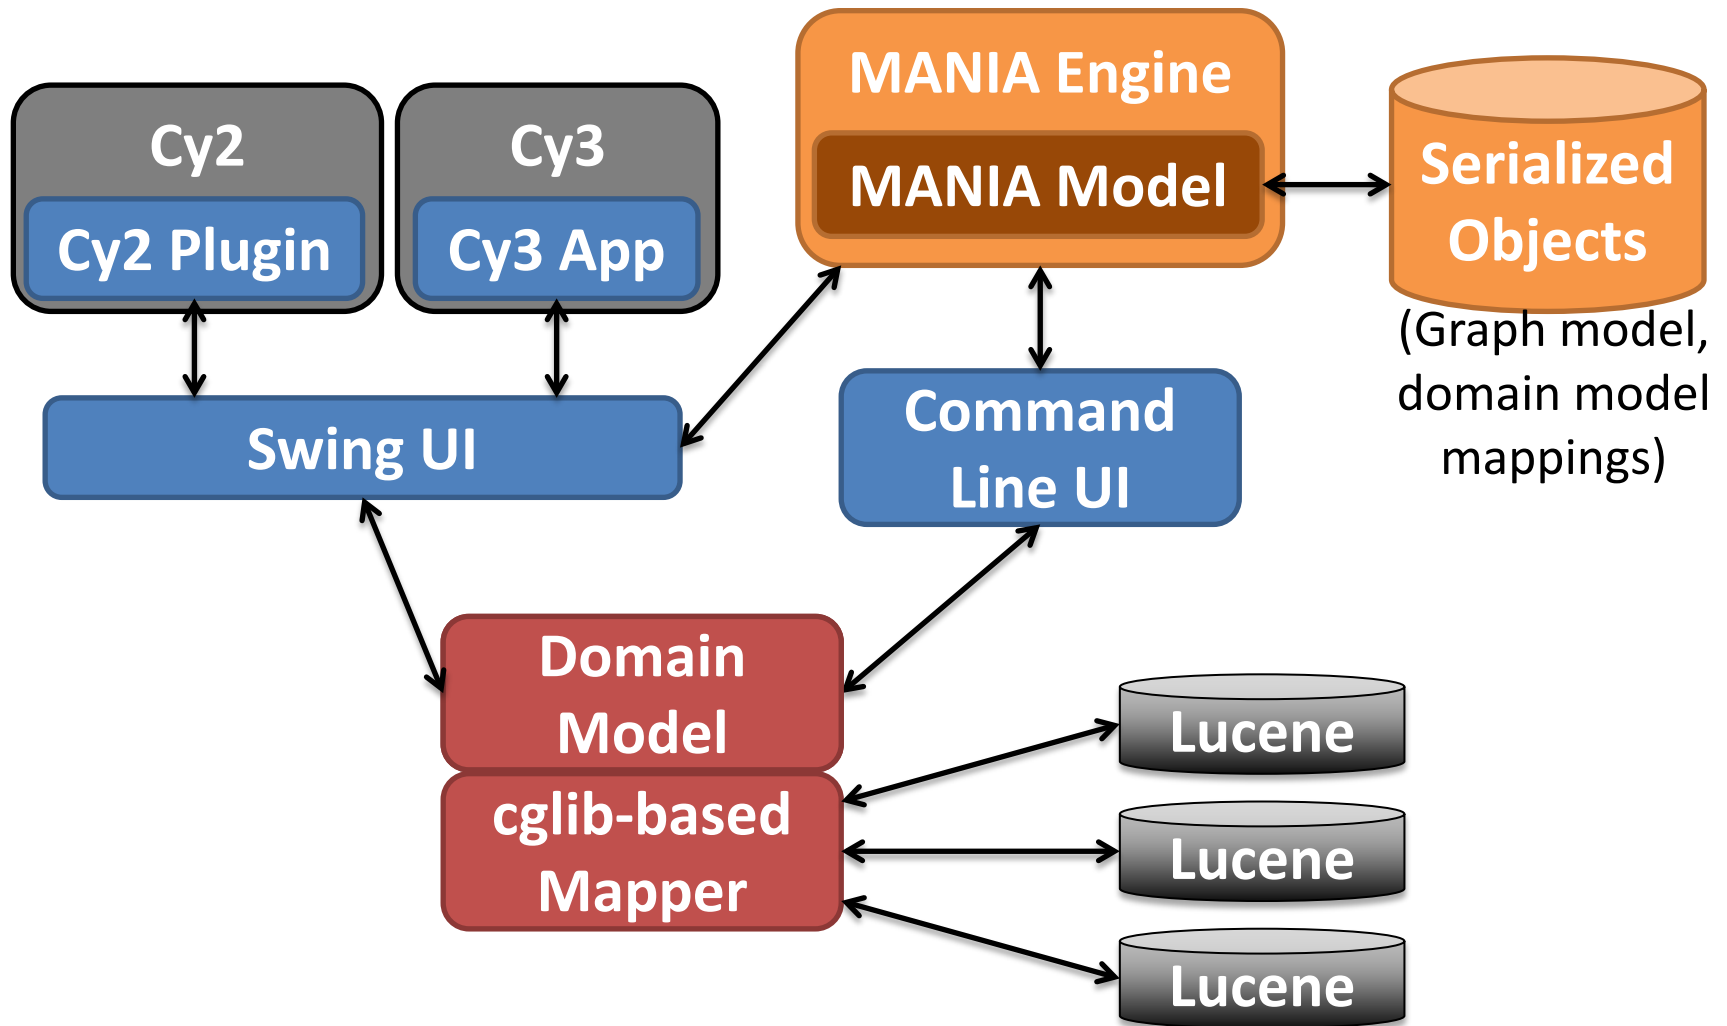 Cy2
Cy2 Plugin
Cy3
Cy3 App
MANIA Engine
MANIA Model
Serialized
Objects
(Graph model,
domain model
mappings)
Swing UI
Command
Line UI
Domain
Model
cglib-based
Mapper
Lucene
Lucene
Lucene